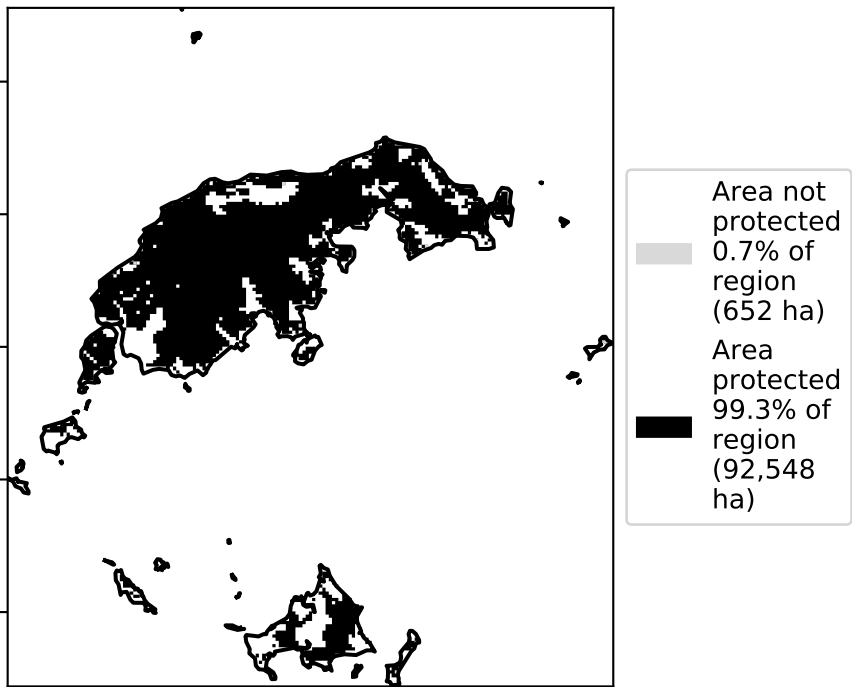 Area not
protected
0.7% of
region
(652 ha)
Area
protected
99.3% of
region
(92,548
ha)